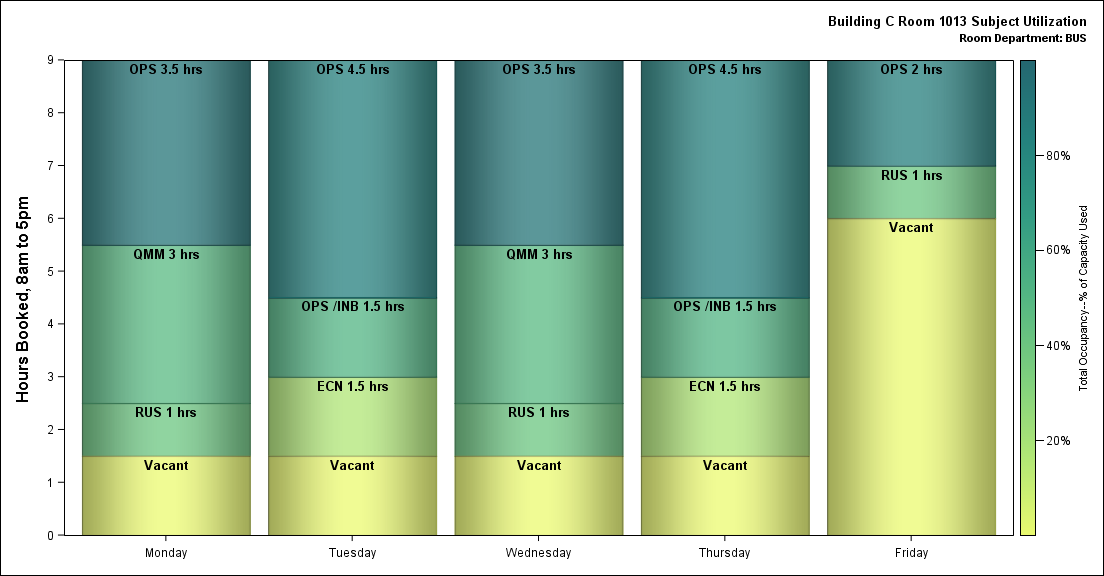 Building C Room 1013 Subject Utilization
Room Department: BUS
Hours Booked, 8am to 5pm
9
8
7
6
5
4
3
2
1
0
OPS 3.5 hrs
QMM 3 hrs
RUS 1 hrs
Vacant
OPS 4.5 hrs
OPS /INB 1.5 hrs
ECN 1.5 hrs
Vacant
OPS 3.5 hrs
QMM 3 hrs
RUS 1 hrs
Vacant
OPS 4.5 hrs
OPS /INB 1.5 hrs
ECN 1.5 hrs
Vacant
OPS 2 hrs
RUS 1 hrs
Vacant
Monday
Tuesday
Wednesday
Thursday
Friday
80%
60%
40%
20%
Total Occupancy--% of Capacity Used